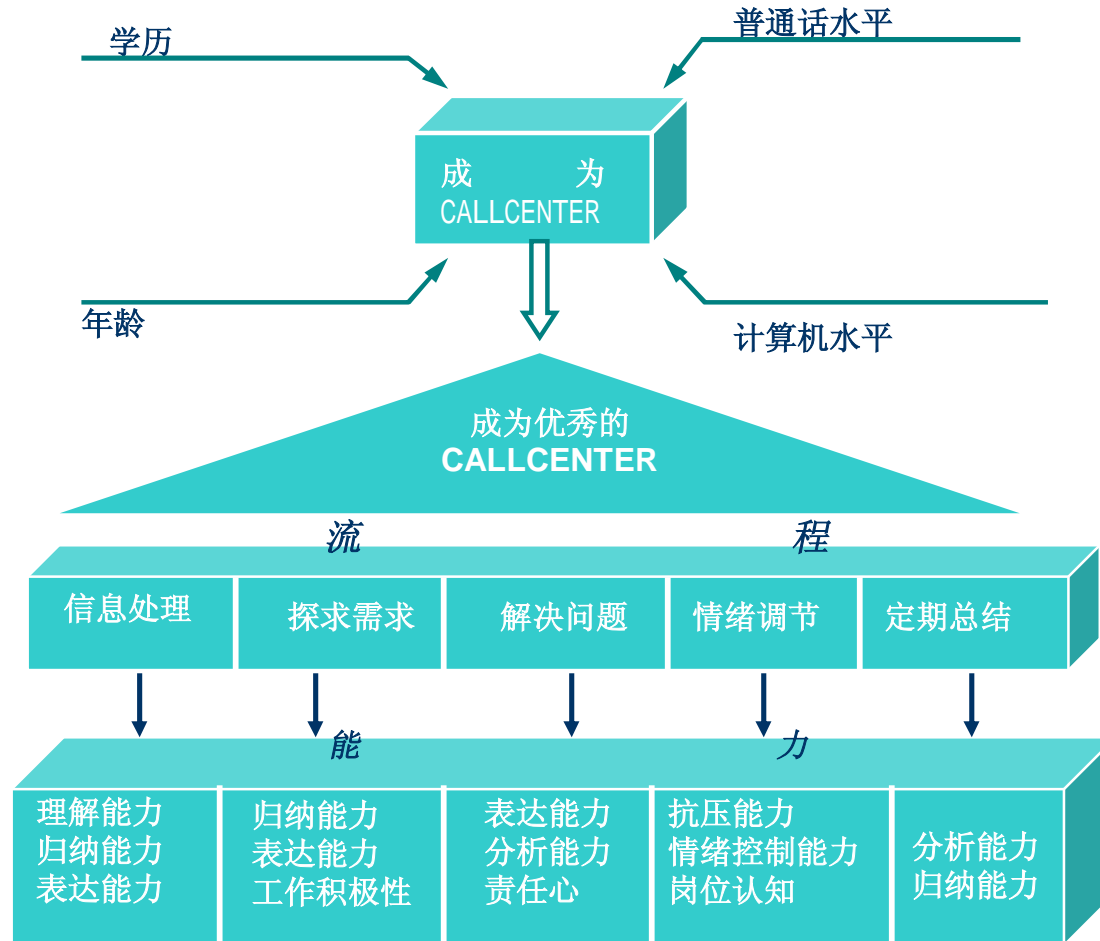 学历
普通话水平
成 为
CALLCENTER
年龄
计算机水平
成为优秀的
CALLCENTER
流 程
信息处理
探求需求
解决问题
情绪调节
定期总结
能 力
理解能力
归纳能力
表达能力
归纳能力
表达能力
工作积极性
表达能力
分析能力
责任心
抗压能力
情绪控制能力
岗位认知
分析能力
归纳能力